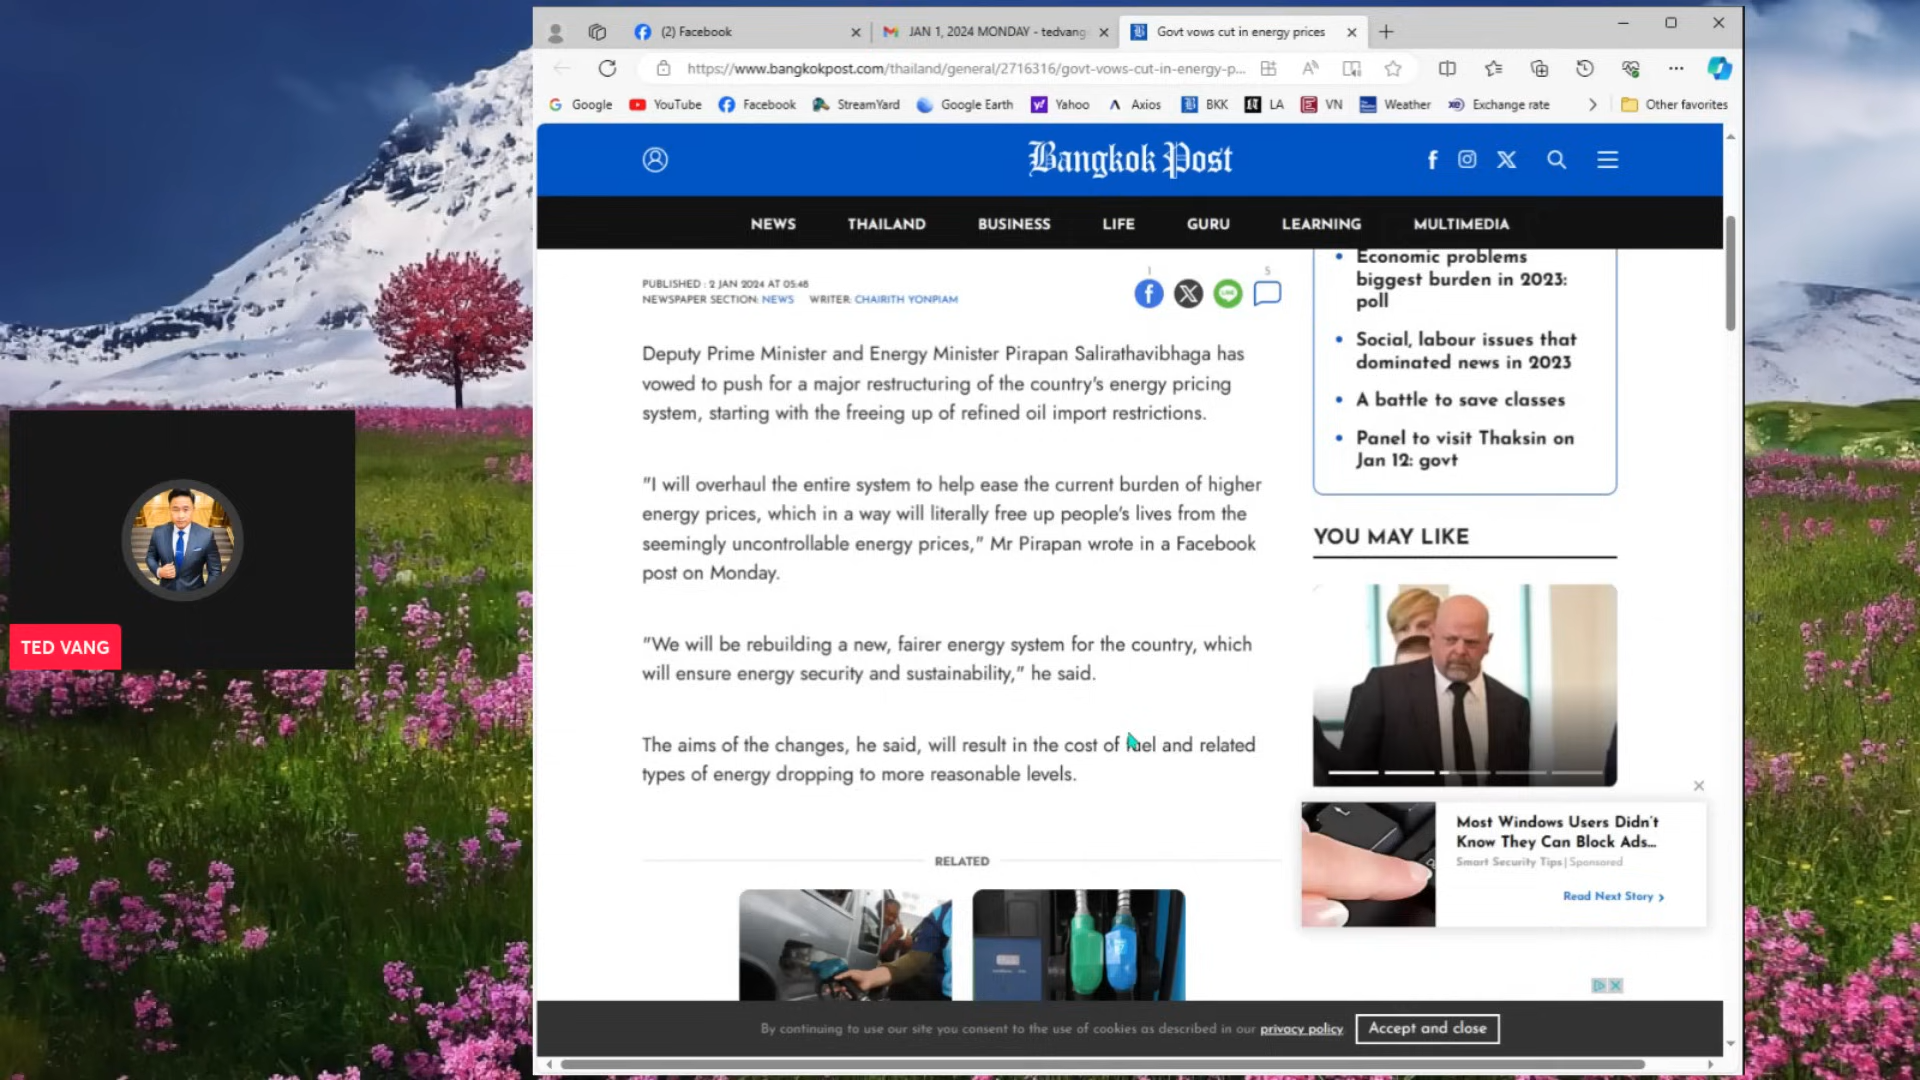 (2) Facebook
JAN 1, 2024 MONDAY - tedvang
Govt vows cut in energy prices
https://www.bangkokpost.com/thailand/general/2716316/govt-vows-cut-in-energy-p...
Google YouTube Facebook StreamYard Google Earth Yahoo Axios BKK LA VN Weather Exchange rate Other favorites
Bangkok Post
NEWS THAILAND BUSINESS LIFE GURU LEARNING MULTIMEDIA
PUBLISHED : 2 JAN 2024 AT 05:48
NEWSPAPER SECTION: NEWS WRITER: CHAIRITH YONPIAM
1
5
Deputy Prime Minister and Energy Minister Pirapan Salirathavibhaga has
vowed to push for a major restructuring of the country's energy pricing
system, starting with the freeing up of refined oil import restrictions.
"I will overhaul the entire system to help ease the current burden of higher
energy prices, which in a way will literally free up people's lives from the
seemingly uncontrollable energy prices," Mr Pirapan wrote in a Facebook
post on Monday.
"We will be rebuilding a new, fairer energy system for the country, which
will ensure energy security and sustainability," he said.
The aims of the changes, he said, will result in the cost of fuel and related
types of energy dropping to more reasonable levels.
RELATED
Economic problems
biggest burden in 2023:
poll
Social, labour issues that
dominated news in 2023
A battle to save classes
Panel to visit Thaksin on
Jan 12: govt
YOU MAY LIKE
Most Windows Users Didn't
Know They Can Block Ads...
Smart Security Tips | Sponsored
Read Next Story
By continuing to use our site you consent to the use of cookies as described in our privacy policy
Accept and close
TED VANG